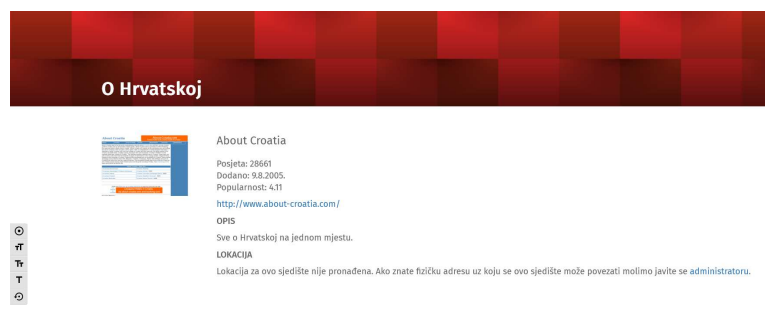 O Hrvatskoj
About Croatia
Posjeta: 28661
Dodano: 9.8.2005.
Popularnost: 4.11
http://www.about-croatia.com/
OPIS
Sve o Hrvatskoj na jednom mjestu.
LOKACIJA
Lokacija za ovo sjedište nije pronađena. Ako znate fizičku adresu uz koju se ovo sjedište može povezati molimo javite se administratoru.